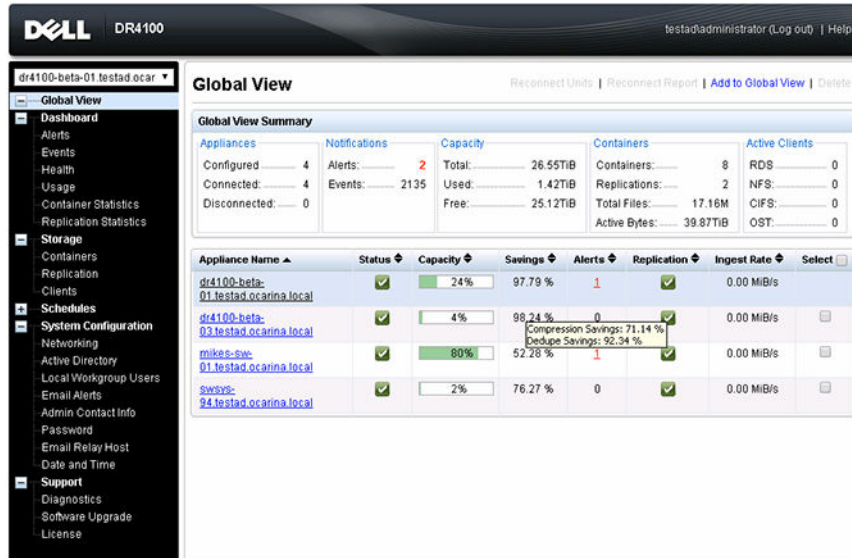 DELL DR4100
testad\administrator (Log out) | Help
dr4100-beta-01.testad.ocar
Global View
Dashboard
Alerts
Events
Health
Usage
Container Statistics
Replication Statistics
Storage
Containers
Replication
Clients
Schedules
System Configuration
Networking
Active Directory
Local Workgroup Users
Email Alerts
Admin Contact Info
Password
Email Relay Host
Date and Time
Support
Diagnostics
Software Upgrade
License
Global View
Reconnect Units | Reconnect Report | Add to Global View | Delete
Global View Summary
Appliances
Configured 4
Connected: 4
Disconnected: 0
Notifications
Alerts: 2
Events: 2135
Capacity
Total: 26.55TiB
Used: 1.42TiB
Free: 25.12TiB
Containers
Containers: 8
Replications: 2
Total Files: 17.16M
Active Bytes: 39.87TiB
Active Clients
RDS 0
NFS: 0
CIFS: 0
OST: 0
Appliance Name Status Capacity Savings Alerts Replication Ingest Rate Select
dr4100-beta- 24% 97.79 % 1 0.00 MiB/s
01.testad.ocarina.local
dr4100-beta- 4% 98.24 % 0 0.00 MiB/s
03.testad.ocarina.local
Compression Savings: 71.14 %
Dedupe Savings: 92.34 %
mikes-sw- 80% 52.28 % 1 0.00 MiB/s
01.testad.ocarina.local
swsys- 2% 76.27 % 0 0.00 MiB/s
94.testad.ocarina.local